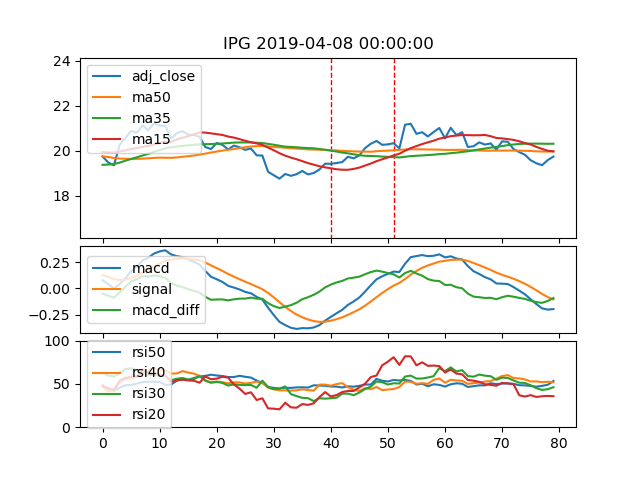 IPG 2019-04-08 00:00:00
24
22
20
18
adj_close
ma50
ma35
ma15
0.25
0.00
−0.25
macd
signal
macd_diff
100
50
0
rsi50
rsi40
rsi30
rsi20
0 10 20 30 40 50 60 70 80